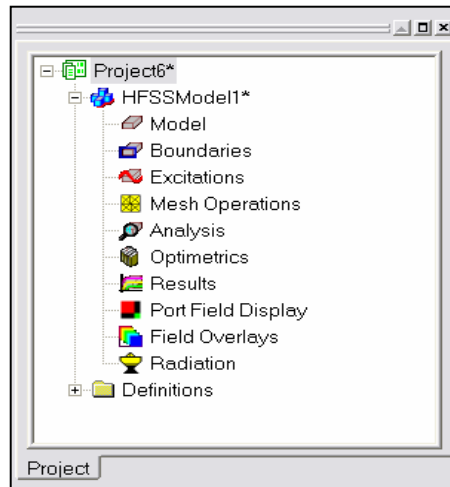 Project6*
HFSSModel1*
Model
Boundaries
Excitations
Mesh Operations
Analysis
Optimetrics
Results
Port Field Display
Field Overlays
Radiation
Definitions
Project